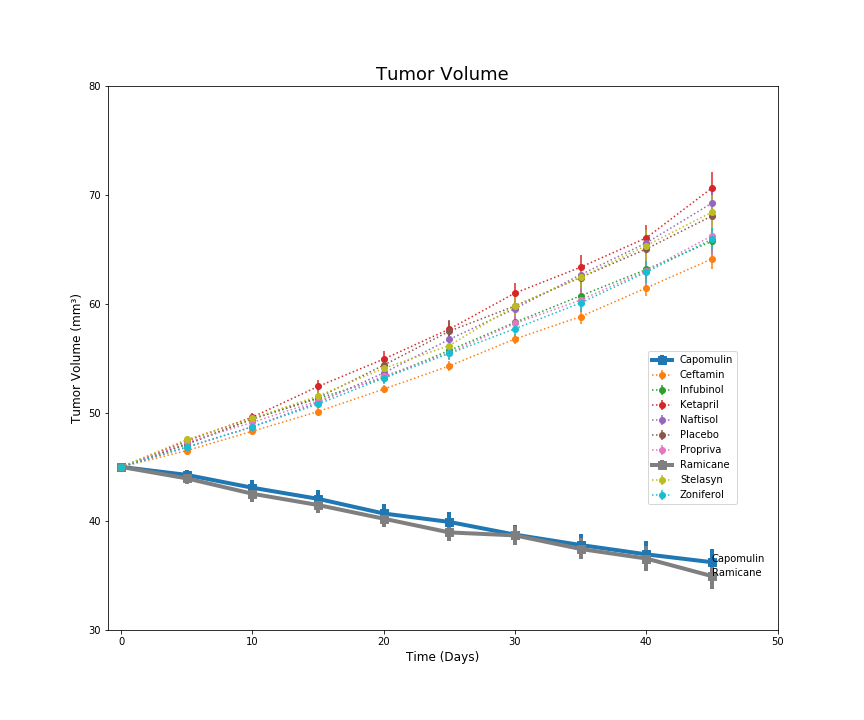 Tumor Volume
80
70
60
50
40
30
Tumor Volume (mm³)
Capomulin
Ceftamin
Infubinol
Ketapril
Naftisol
Placebo
Propriva
Ramicane
Stelasyn
Zoniferol
Capomulin
Ramicane
0 10 20 30 40 50
Time (Days)